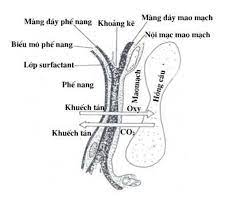 Màng đáy phế nang
Khoảng kẽ
Màng đáy mao mạch
Biểu mô phế nang
Nội mạc mao mạch
Lớp surfactant
Phế nang
Mao mạch
Hồng cầu
Khuếch tán
Oxy
Khuếch tán
CO₂